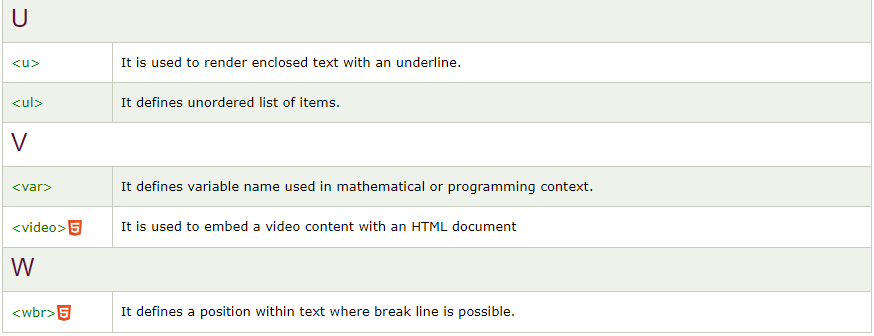 U
<u> It is used to render enclosed text with an underline.
<ul> It defines unordered list of items.
V
<var> It defines variable name used in mathematical or programming context.
<video>5 It is used to embed a video content with an HTML document
W
<wbr>5 It defines a position within text where break line is possible.